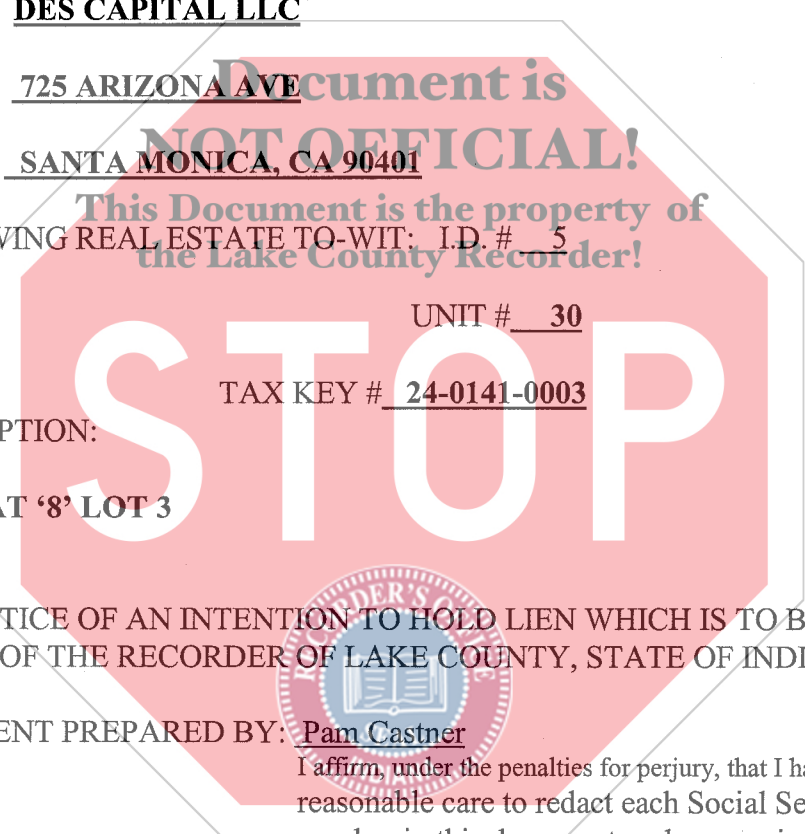 DES CAPITAL LLC
Document is
725 ARIZONA AVE
NOT OFFICIAL!
SANTA MONICA, CA 90401
This Document is the property of
WING REAL ESTATE TO-WIT: I.D. # 5
the Lake County Recorder!
UNIT # 30
STOP
TAX KEY # 24-0141-0003
PTION:
AT ‘8’ LOT 3
RECORDER'S OFFICE
TICE OF AN INTENTION TO HOLD LIEN WHICH IS TO B
OF THE RECORDER OF LAKE COUNTY, STATE OF INDI
ENT PREPARED BY: Pam Castner
INDIANA
I affirm, under the penalties for perjury, that I ha
reasonable care to redact each Social Se